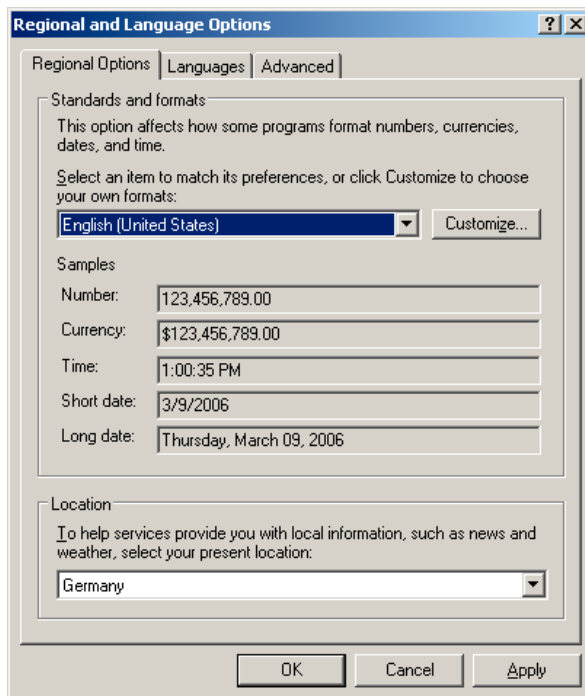 Regional and Language Options
Regional Options Languages Advanced
Standards and formats
This option affects how some programs format numbers, currencies,
dates, and time.
Select an item to match its preferences, or click Customize to choose
your own formats:
English (United States) Customize...
Samples
Number: 123,456,789.00
Currency: $123,456,789.00
Time: 1:00:35 PM
Short date: 3/9/2006
Long date: Thursday, March 09, 2006
Location
To help services provide you with local information, such as news and
weather, select your present location:
Germany
OK Cancel Apply